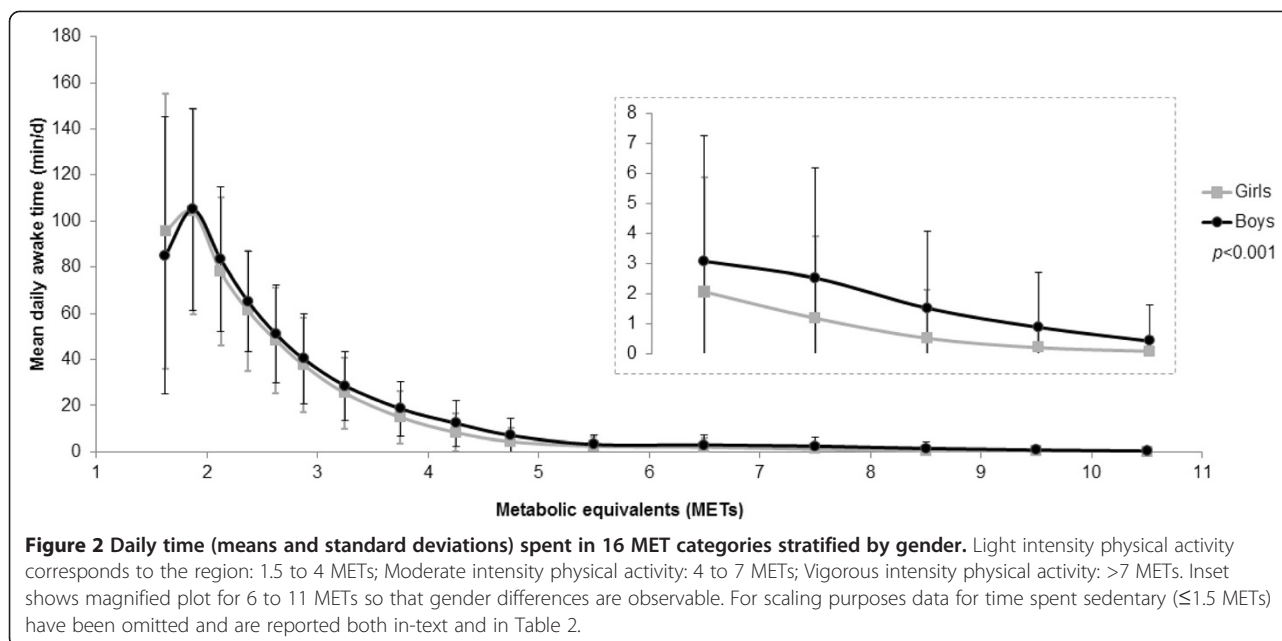 180
160
140
120
100
80
60
40
20
0
Mean daily awake time (min/d)
1 2 3 4 5 6 7 8 9 10 11
Metabolic equivalents (METs)
8
7
6
5
4
3
2
1
0
Girls
Boys
p<0.001
Figure 2 Daily time (means and standard deviations) spent in 16 MET categories stratified by gender. Light intensity physical activity
corresponds to the region: 1.5 to 4 METs; Moderate intensity physical activity: 4 to 7 METs; Vigorous intensity physical activity: >7 METs. Inset
shows magnified plot for 6 to 11 METs so that gender differences are observable. For scaling purposes data for time spent sedentary (≤1.5 METs)
have been omitted and are reported both in-text and in Table 2.